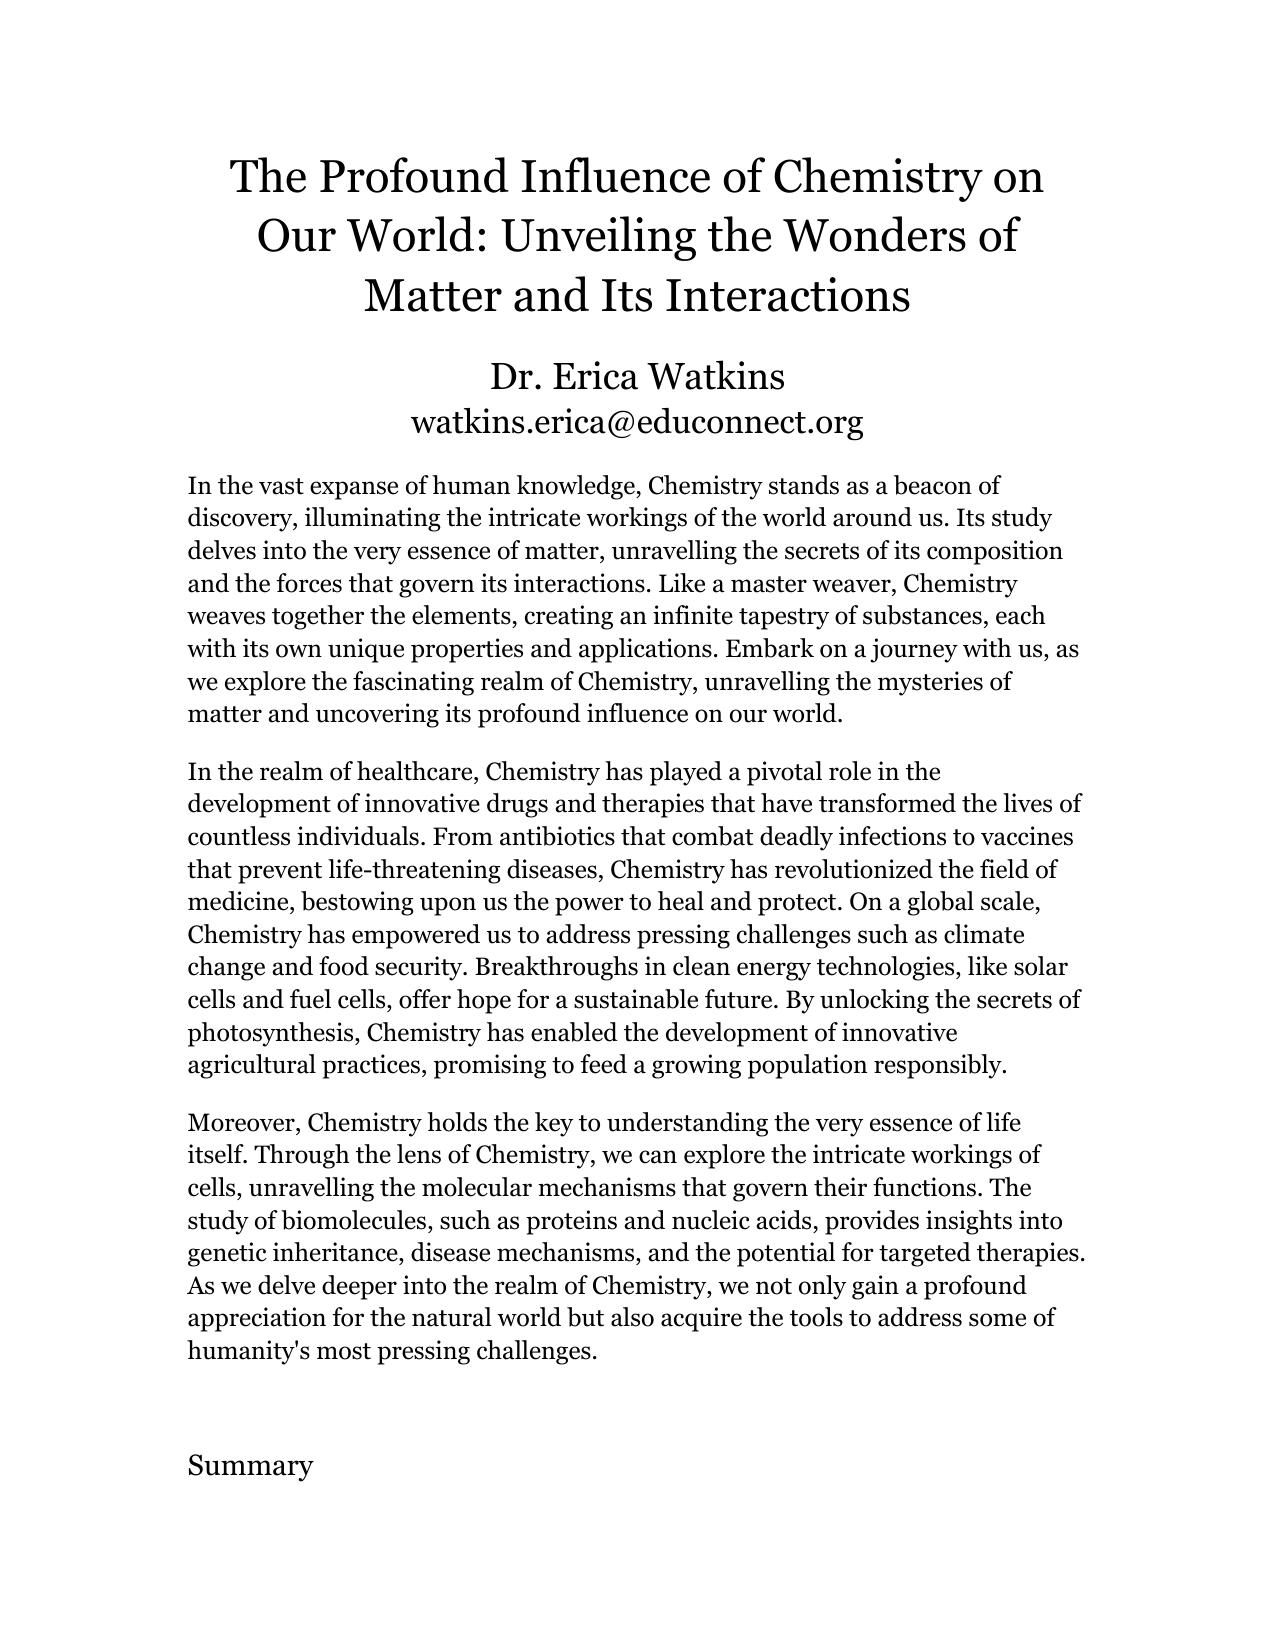 The Profound Influence of Chemistry on
Our World: Unveiling the Wonders of
Matter and Its Interactions
Dr. Erica Watkins
watkins.erica@educonnect.org
In the vast expanse of human knowledge, Chemistry stands as a beacon of
discovery, illuminating the intricate workings of the world around us. Its study
delves into the very essence of matter, unravelling the secrets of its composition
and the forces that govern its interactions. Like a master weaver, Chemistry
weaves together the elements, creating an infinite tapestry of substances, each
with its own unique properties and applications. Embark on a journey with us, as
we explore the fascinating realm of Chemistry, unravelling the mysteries of
matter and uncovering its profound influence on our world.
In the realm of healthcare, Chemistry has played a pivotal role in the
development of innovative drugs and therapies that have transformed the lives of
countless individuals. From antibiotics that combat deadly infections to vaccines
that prevent life-threatening diseases, Chemistry has revolutionized the field of
medicine, bestowing upon us the power to heal and protect. On a global scale,
Chemistry has empowered us to address pressing challenges such as climate
change and food security. Breakthroughs in clean energy technologies, like solar
cells and fuel cells, offer hope for a sustainable future. By unlocking the secrets of
photosynthesis, Chemistry has enabled the development of innovative
agricultural practices, promising to feed a growing population responsibly.
Moreover, Chemistry holds the key to understanding the very essence of life
itself. Through the lens of Chemistry, we can explore the intricate workings of
cells, unravelling the molecular mechanisms that govern their functions. The
study of biomolecules, such as proteins and nucleic acids, provides insights into
genetic inheritance, disease mechanisms, and the potential for targeted therapies.
As we delve deeper into the realm of Chemistry, we not only gain a profound
appreciation for the natural world but also acquire the tools to address some of
humanity's most pressing challenges.
Summary